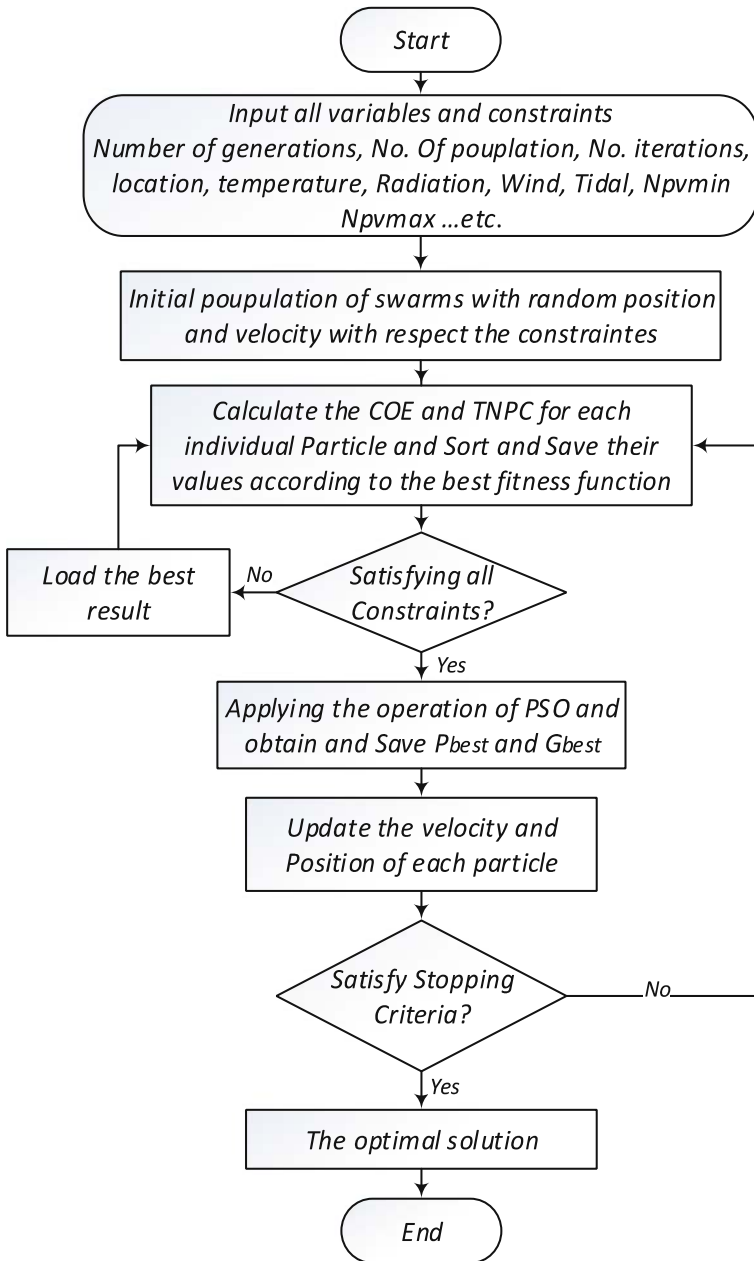 Start
Input all variables and constraints
Number of generations, No. Of pouplation, No. iterations,
location, temperature, Radiation, Wind, Tidal, Npvmin
Npvmax ...etc.
Initial poupulation of swarms with random position
and velocity with respect the constraintes
Calculate the COE and TNPC for each
individual Particle and Sort and Save their
values according to the best fitness function
Load the best
result
No
Satisfying all
Constraints?
Yes
Applying the operation of PSO and
obtain and Save Pbest and Gbest
Update the velocity and
Position of each particle
Satisfy Stopping
Criteria?
No
Yes
The optimal solution
End